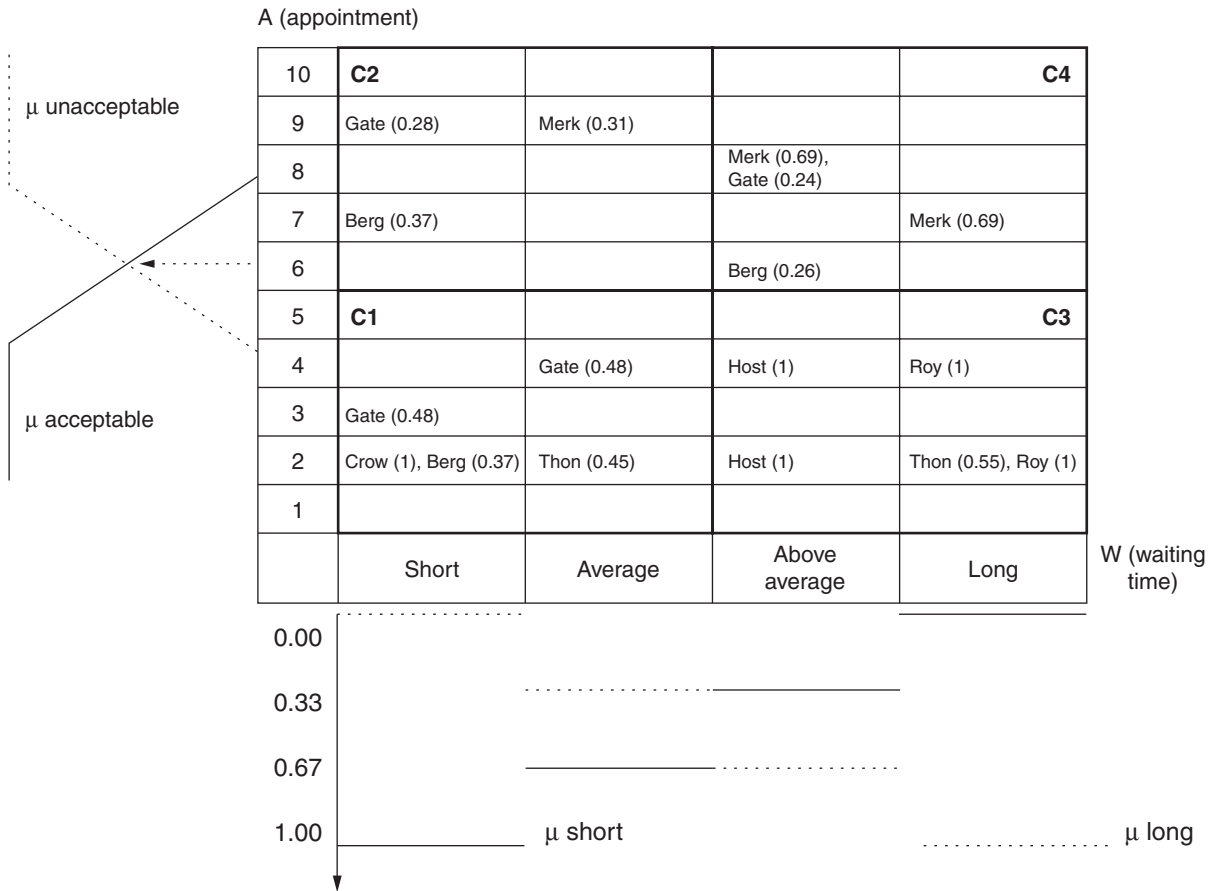 A (appointment)
μ unacceptable
μ acceptable
10 C2 C4
9 Gate (0.28) Merk (0.31)
8 Merk (0.69),
Gate (0.24)
7 Berg (0.37) Merk (0.69)
6 Berg (0.26)
5 C1 C3
4 Gate (0.48) Host (1) Roy (1)
3 Gate (0.48)
2 Crow (1), Berg (0.37) Thon (0.45) Host (1) Thon (0.55), Roy (1)
1
Short Average Above
average Long
W (waiting
time)
0.00
0.33
0.67
1.00 μ short μ long